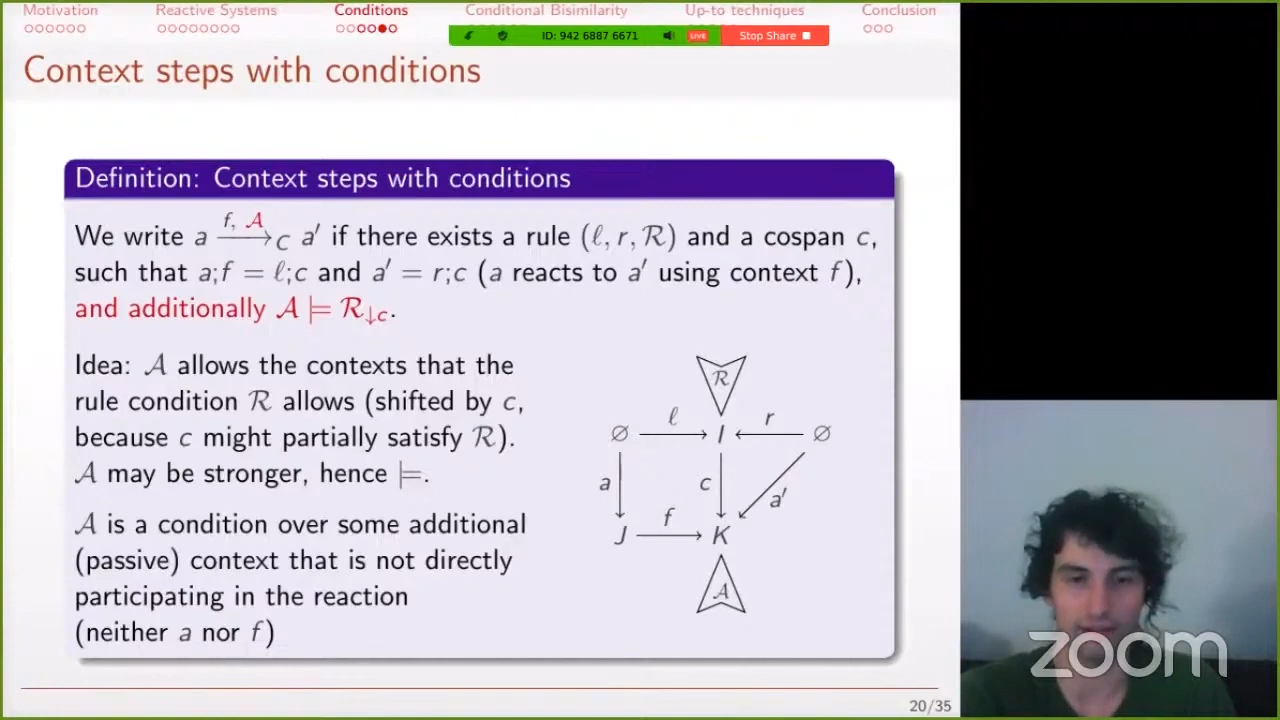 Motivation Reactive Systems Conditions Conditional Bisimilarity Up-to techniques Conclusion
ID: 942 6887 6671 LIVE Stop Share
Context steps with conditions
Definition: Context steps with conditions
We write a —f, 𝒜→_C a′ if there exists a rule (ℓ, r, ℛ) and a cospan c,
such that a;f = ℓ;c and a′ = r;c (a reacts to a′ using context f),
and additionally 𝒜 ⊨ ℛ↓c.
Idea: 𝒜 allows the contexts that the
rule condition ℛ allows (shifted by c,
because c might partially satisfy ℛ).
𝒜 may be stronger, hence ⊨.
𝒜 is a condition over some additional
(passive) context that is not directly
participating in the reaction
(neither a nor f)
ℛ
ℓ r
∅ I ∅
a c a′
f
J K
𝒜
zoom
20/35